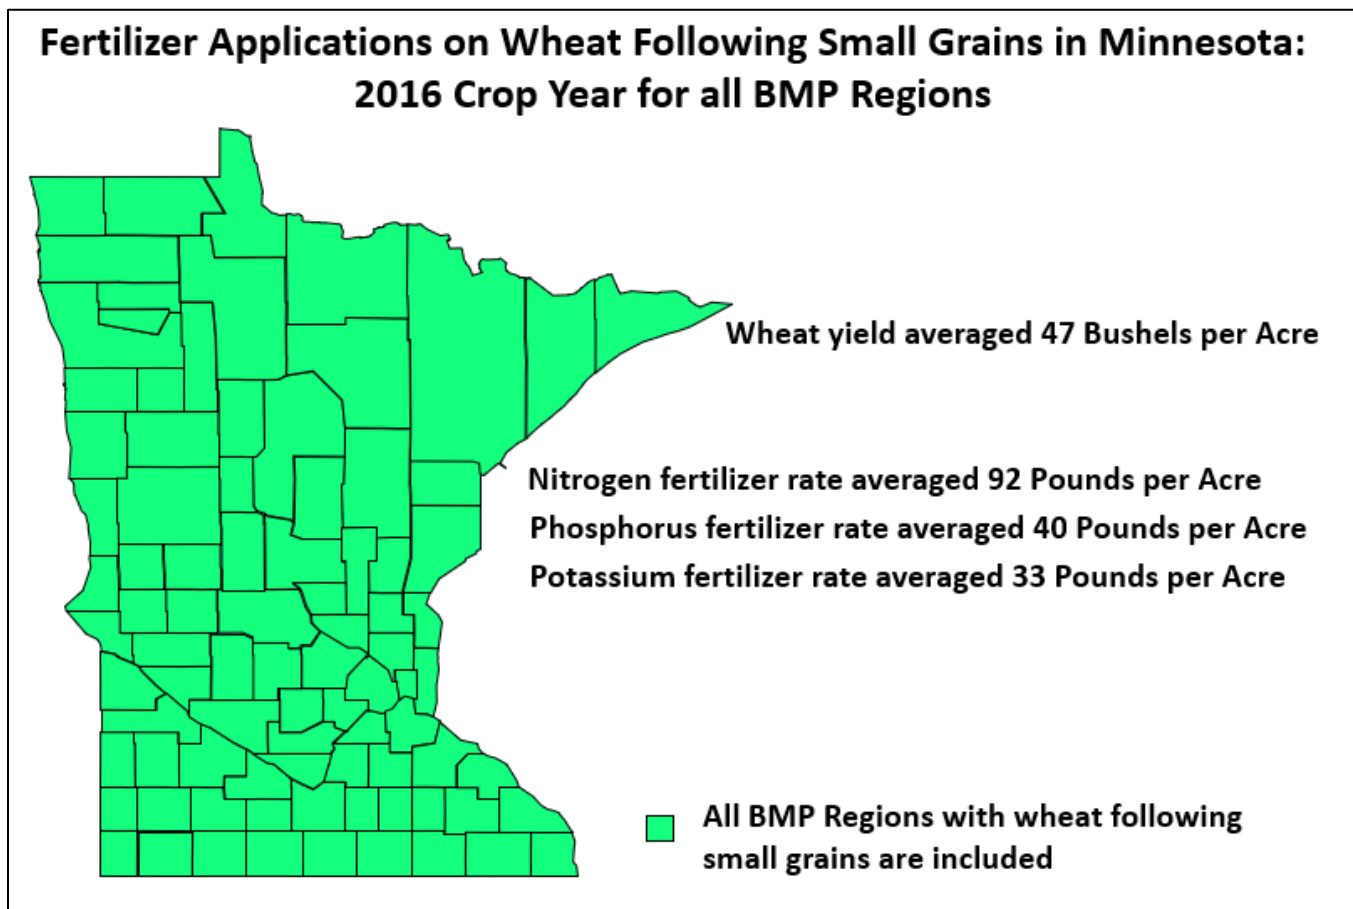 Fertilizer Applications on Wheat Following Small Grains in Minnesota:
2016 Crop Year for all BMP Regions
Wheat yield averaged 47 Bushels per Acre
Nitrogen fertilizer rate averaged 92 Pounds per Acre
Phosphorus fertilizer rate averaged 40 Pounds per Acre
Potassium fertilizer rate averaged 33 Pounds per Acre
All BMP Regions with wheat following
small grains are included